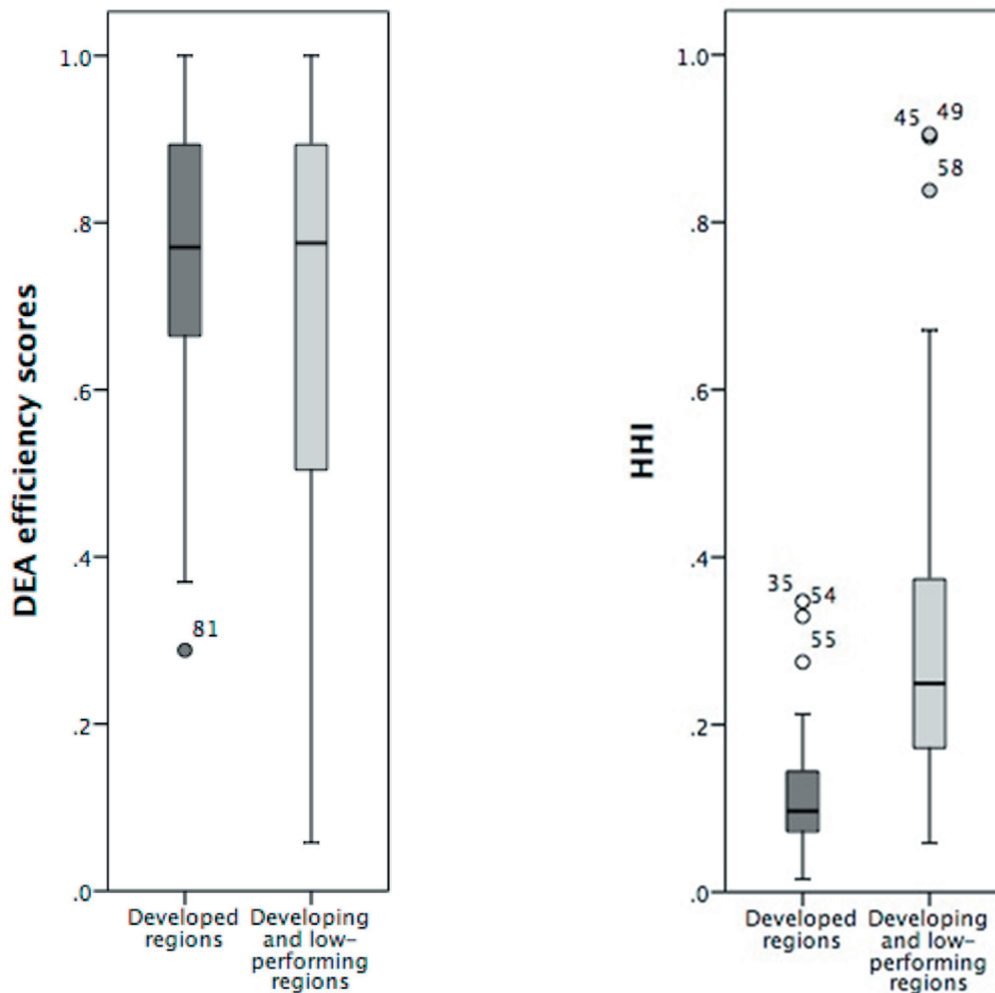 DEA efficiency scores
1.0
.8
.6
.4
.2
.0
81
Developed
regions
Developing
and low-
performing
regions
HHI
1.0
.8
.6
.4
.2
.0
45 49
58
35 54
55
Developed
regions
Developing
and low-
performing
regions